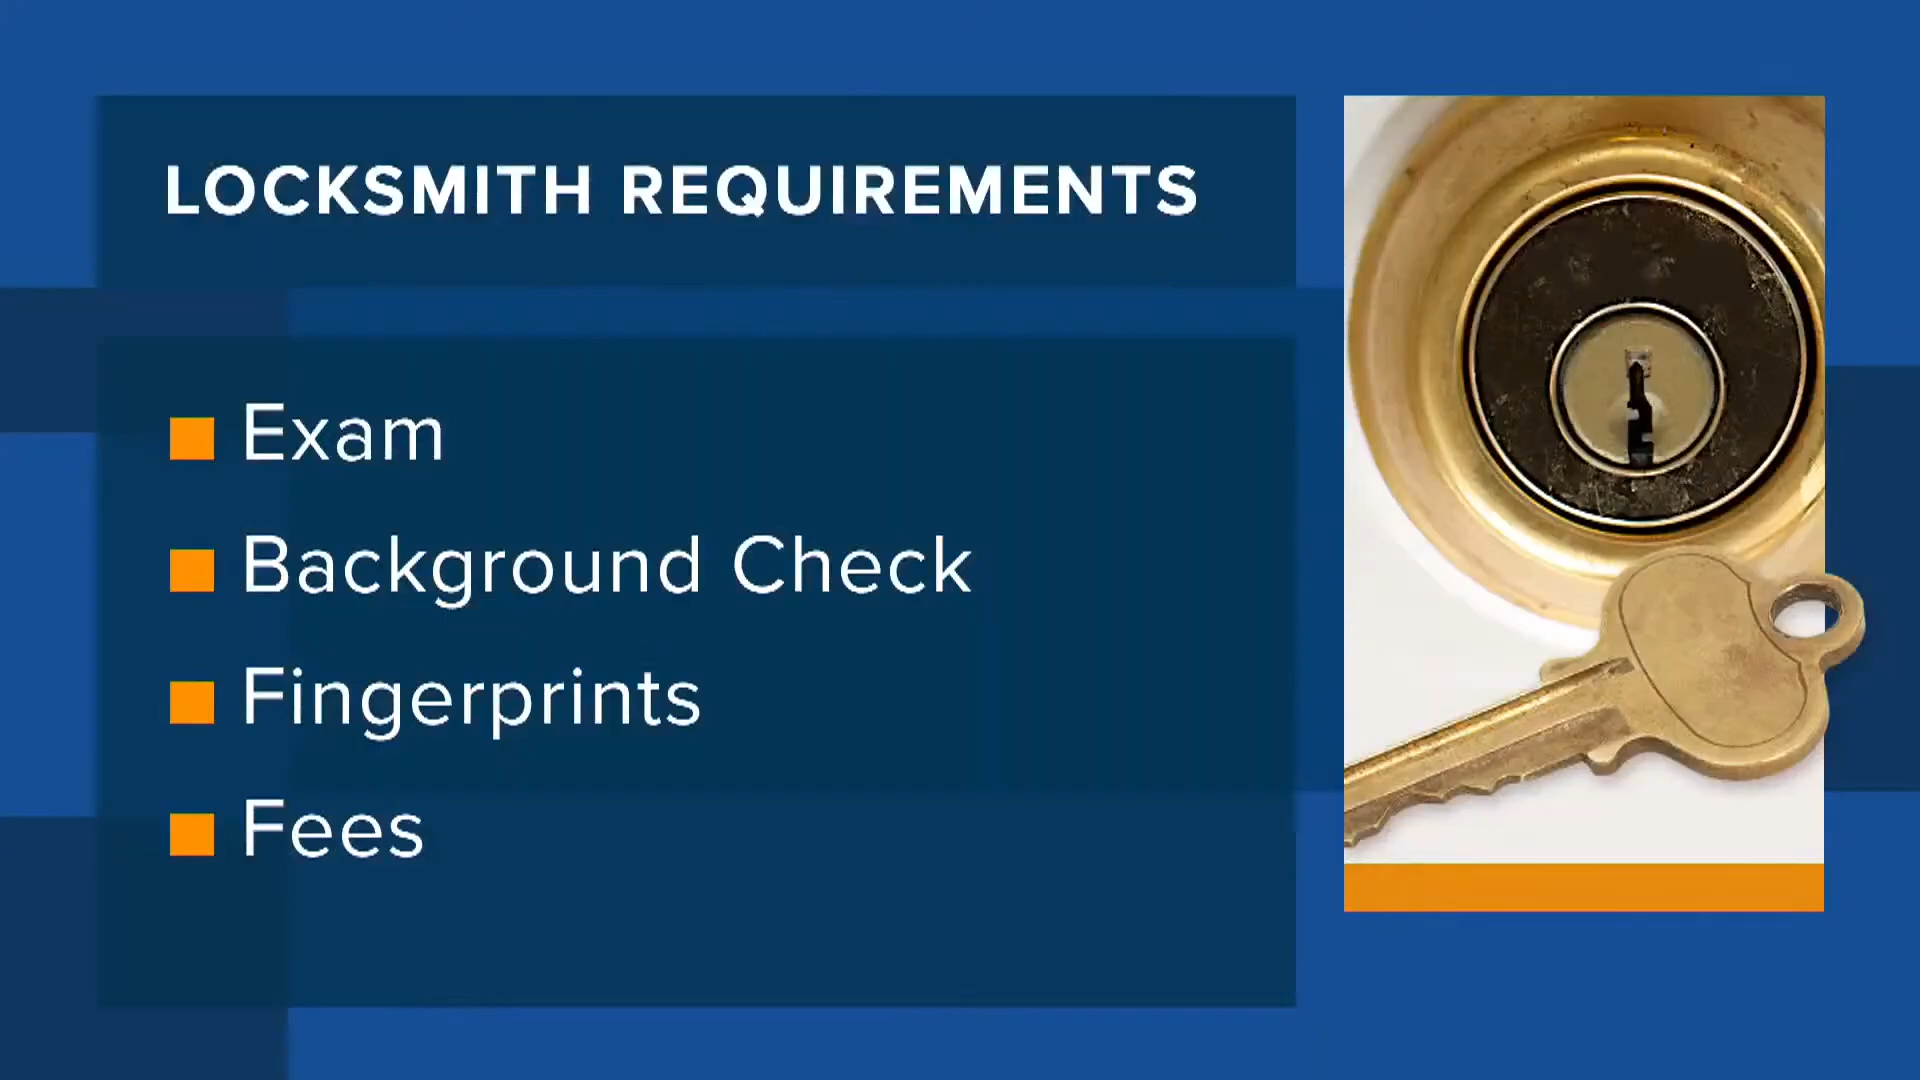 LOCKSMITH REQUIREMENTS
Exam
Background Check
Fingerprints
Fees